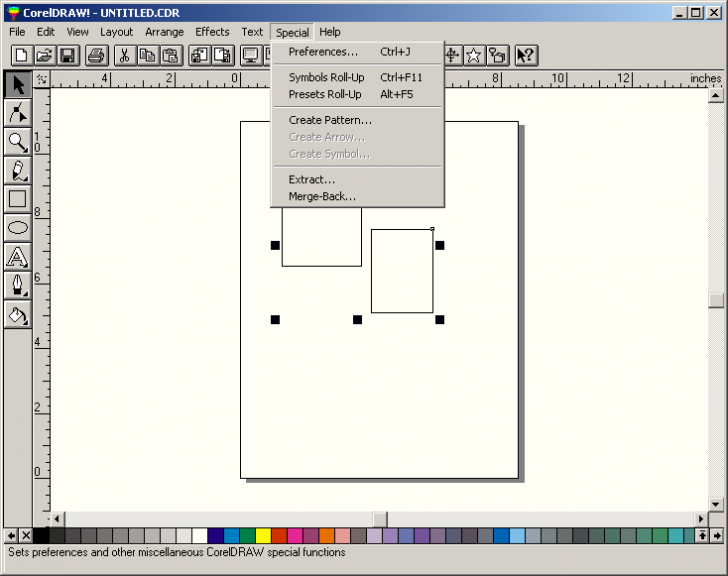 CorelDRAW! - UNTITLED.CDR
File Edit View Layout Arrange Effects Text Special Help
Preferences... Ctrl+J
Symbols Roll-Up Ctrl+F11
Presets Roll-Up Alt+F5
Create Pattern...
Create Arrow...
Create Symbol...
Extract...
Merge-Back...
4 2 0 8 10 12 inches
10
8
6
4
2
0
Sets preferences and other miscellaneous CorelDRAW special functions